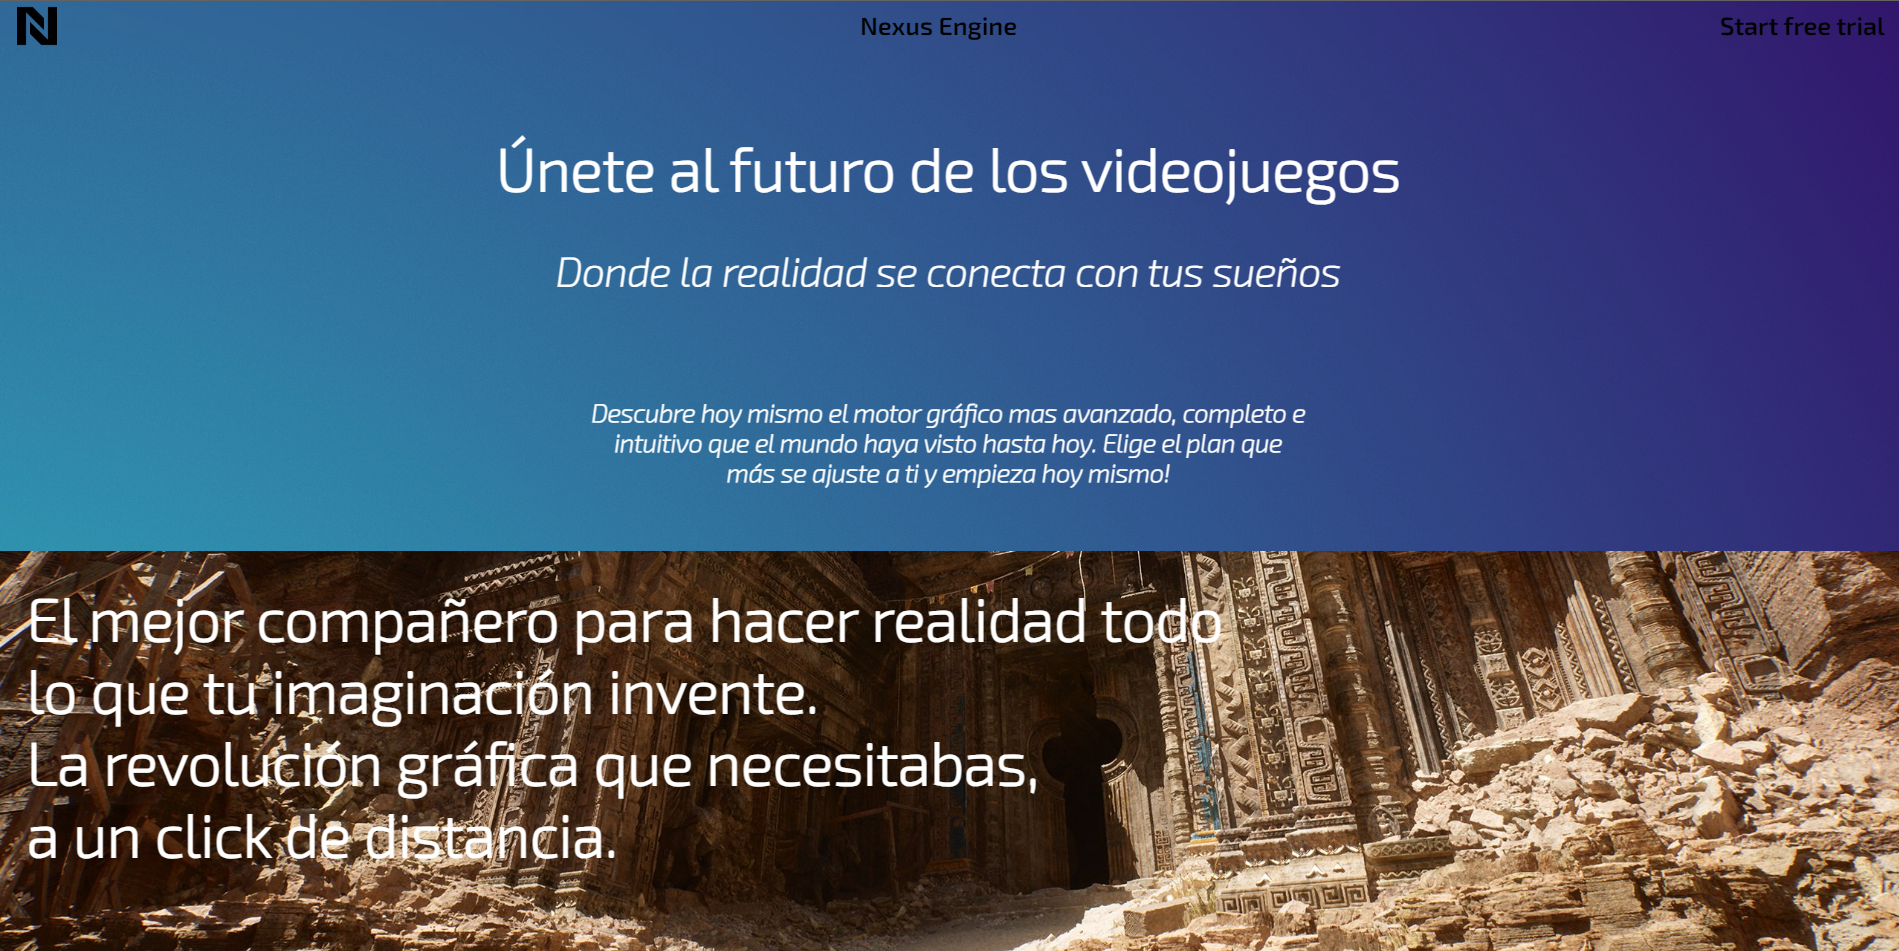 N
Nexus Engine
Start free trial
Únete al futuro de los videojuegos
Donde la realidad se conecta con tus sueños
Descubre hoy mismo el motor gráfico mas avanzado, completo e
intuitivo que el mundo haya visto hasta hoy. Elige el plan que
más se ajuste a ti y empieza hoy mismo!
El mejor compañero para hacer realidad todo
lo que tu imaginación invente.
La revolución gráfica que necesitabas,
a un click de distancia.